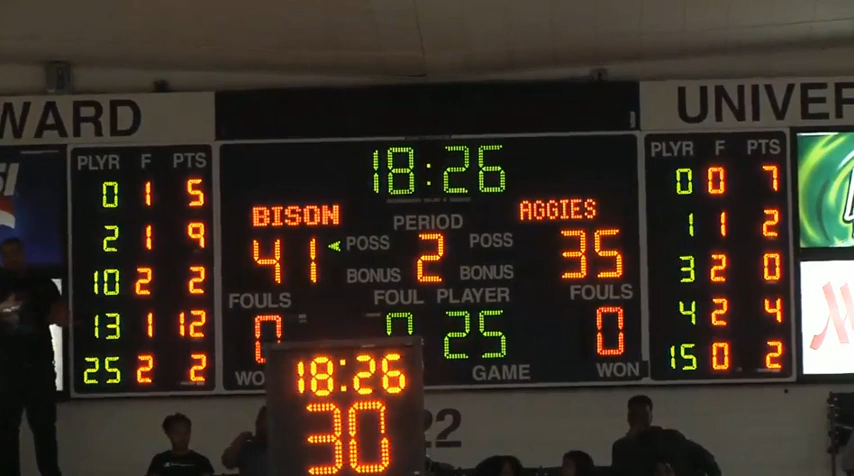 WARD
UNIVER
SI
PLYR F PTS
0 1 5
2 1 9
10 2 2
13 1 12
25 2 2
18:26
BISON AGGIES
PERIOD
41 POSS 2 POSS 35
BONUS BONUS
FOULS FOUL PLAYER FOULS
0 0 25 0
WO GAME WON
PLYR F PTS
0 0 7
1 1 2
3 2 0
4 2 4
15 0 2
18:26
30
22